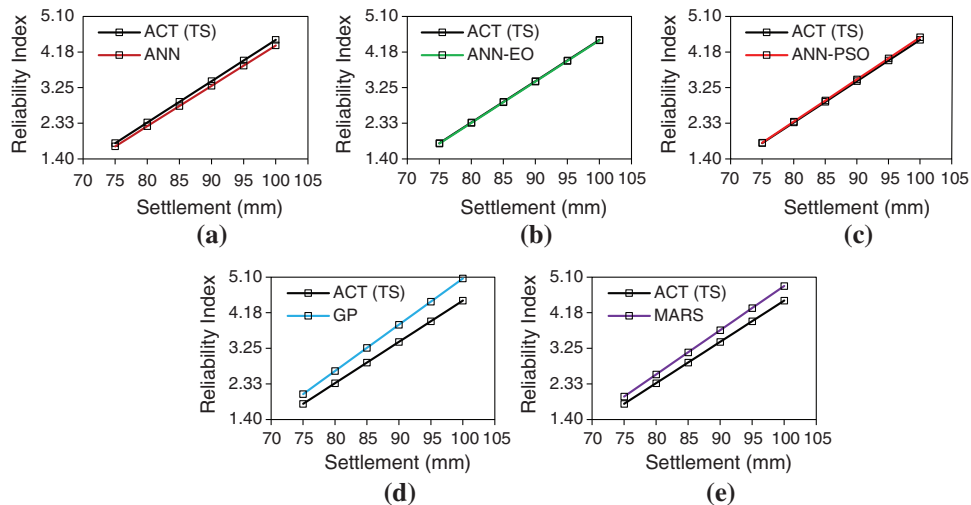 Reliability Index
5.10
4.18
3.25
2.33
1.40
ACT (TS)
ANN
70 75 80 85 90 95 100 105
Settlement (mm)
(a)
Reliability Index
5.10
4.18
3.25
2.33
1.40
ACT (TS)
ANN-EO
70 75 80 85 90 95 100 105
Settlement (mm)
(b)
Reliability Index
5.10
4.18
3.25
2.33
1.40
ACT (TS)
ANN-PSO
70 75 80 85 90 95 100 105
Settlement (mm)
(c)
Reliability Index
5.10
4.18
3.25
2.33
1.40
ACT (TS)
GP
70 75 80 85 90 95 100 105
Settlement (mm)
(d)
Reliability Index
5.10
4.18
3.25
2.33
1.40
ACT (TS)
MARS
70 75 80 85 90 95 100 105
Settlement (mm)
(e)